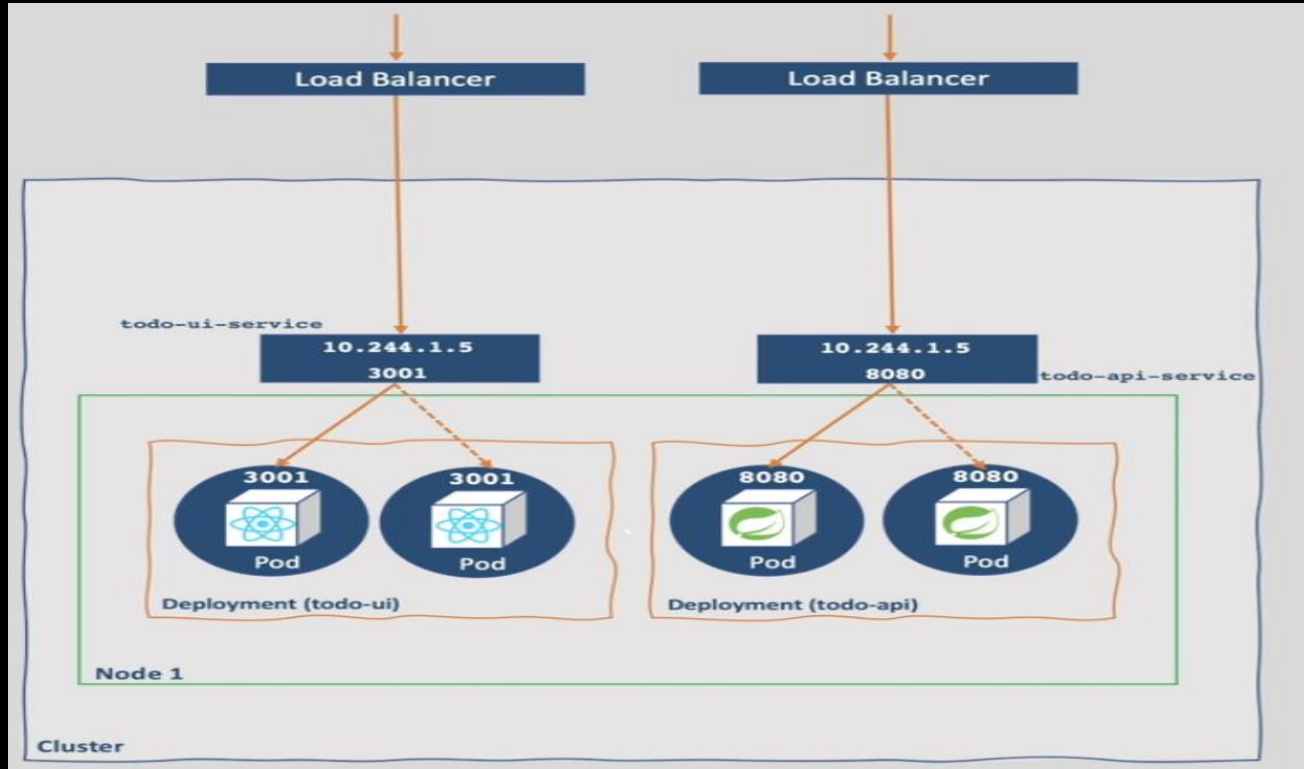 Load Balancer
Load Balancer
todo-ui-service
10.244.1.5
3001
10.244.1.5
8080
todo-api-service
3001
3001
8080
8080
Pod
Pod
Pod
Pod
Deployment (todo-ui)
Deployment (todo-api)
Node 1
Cluster